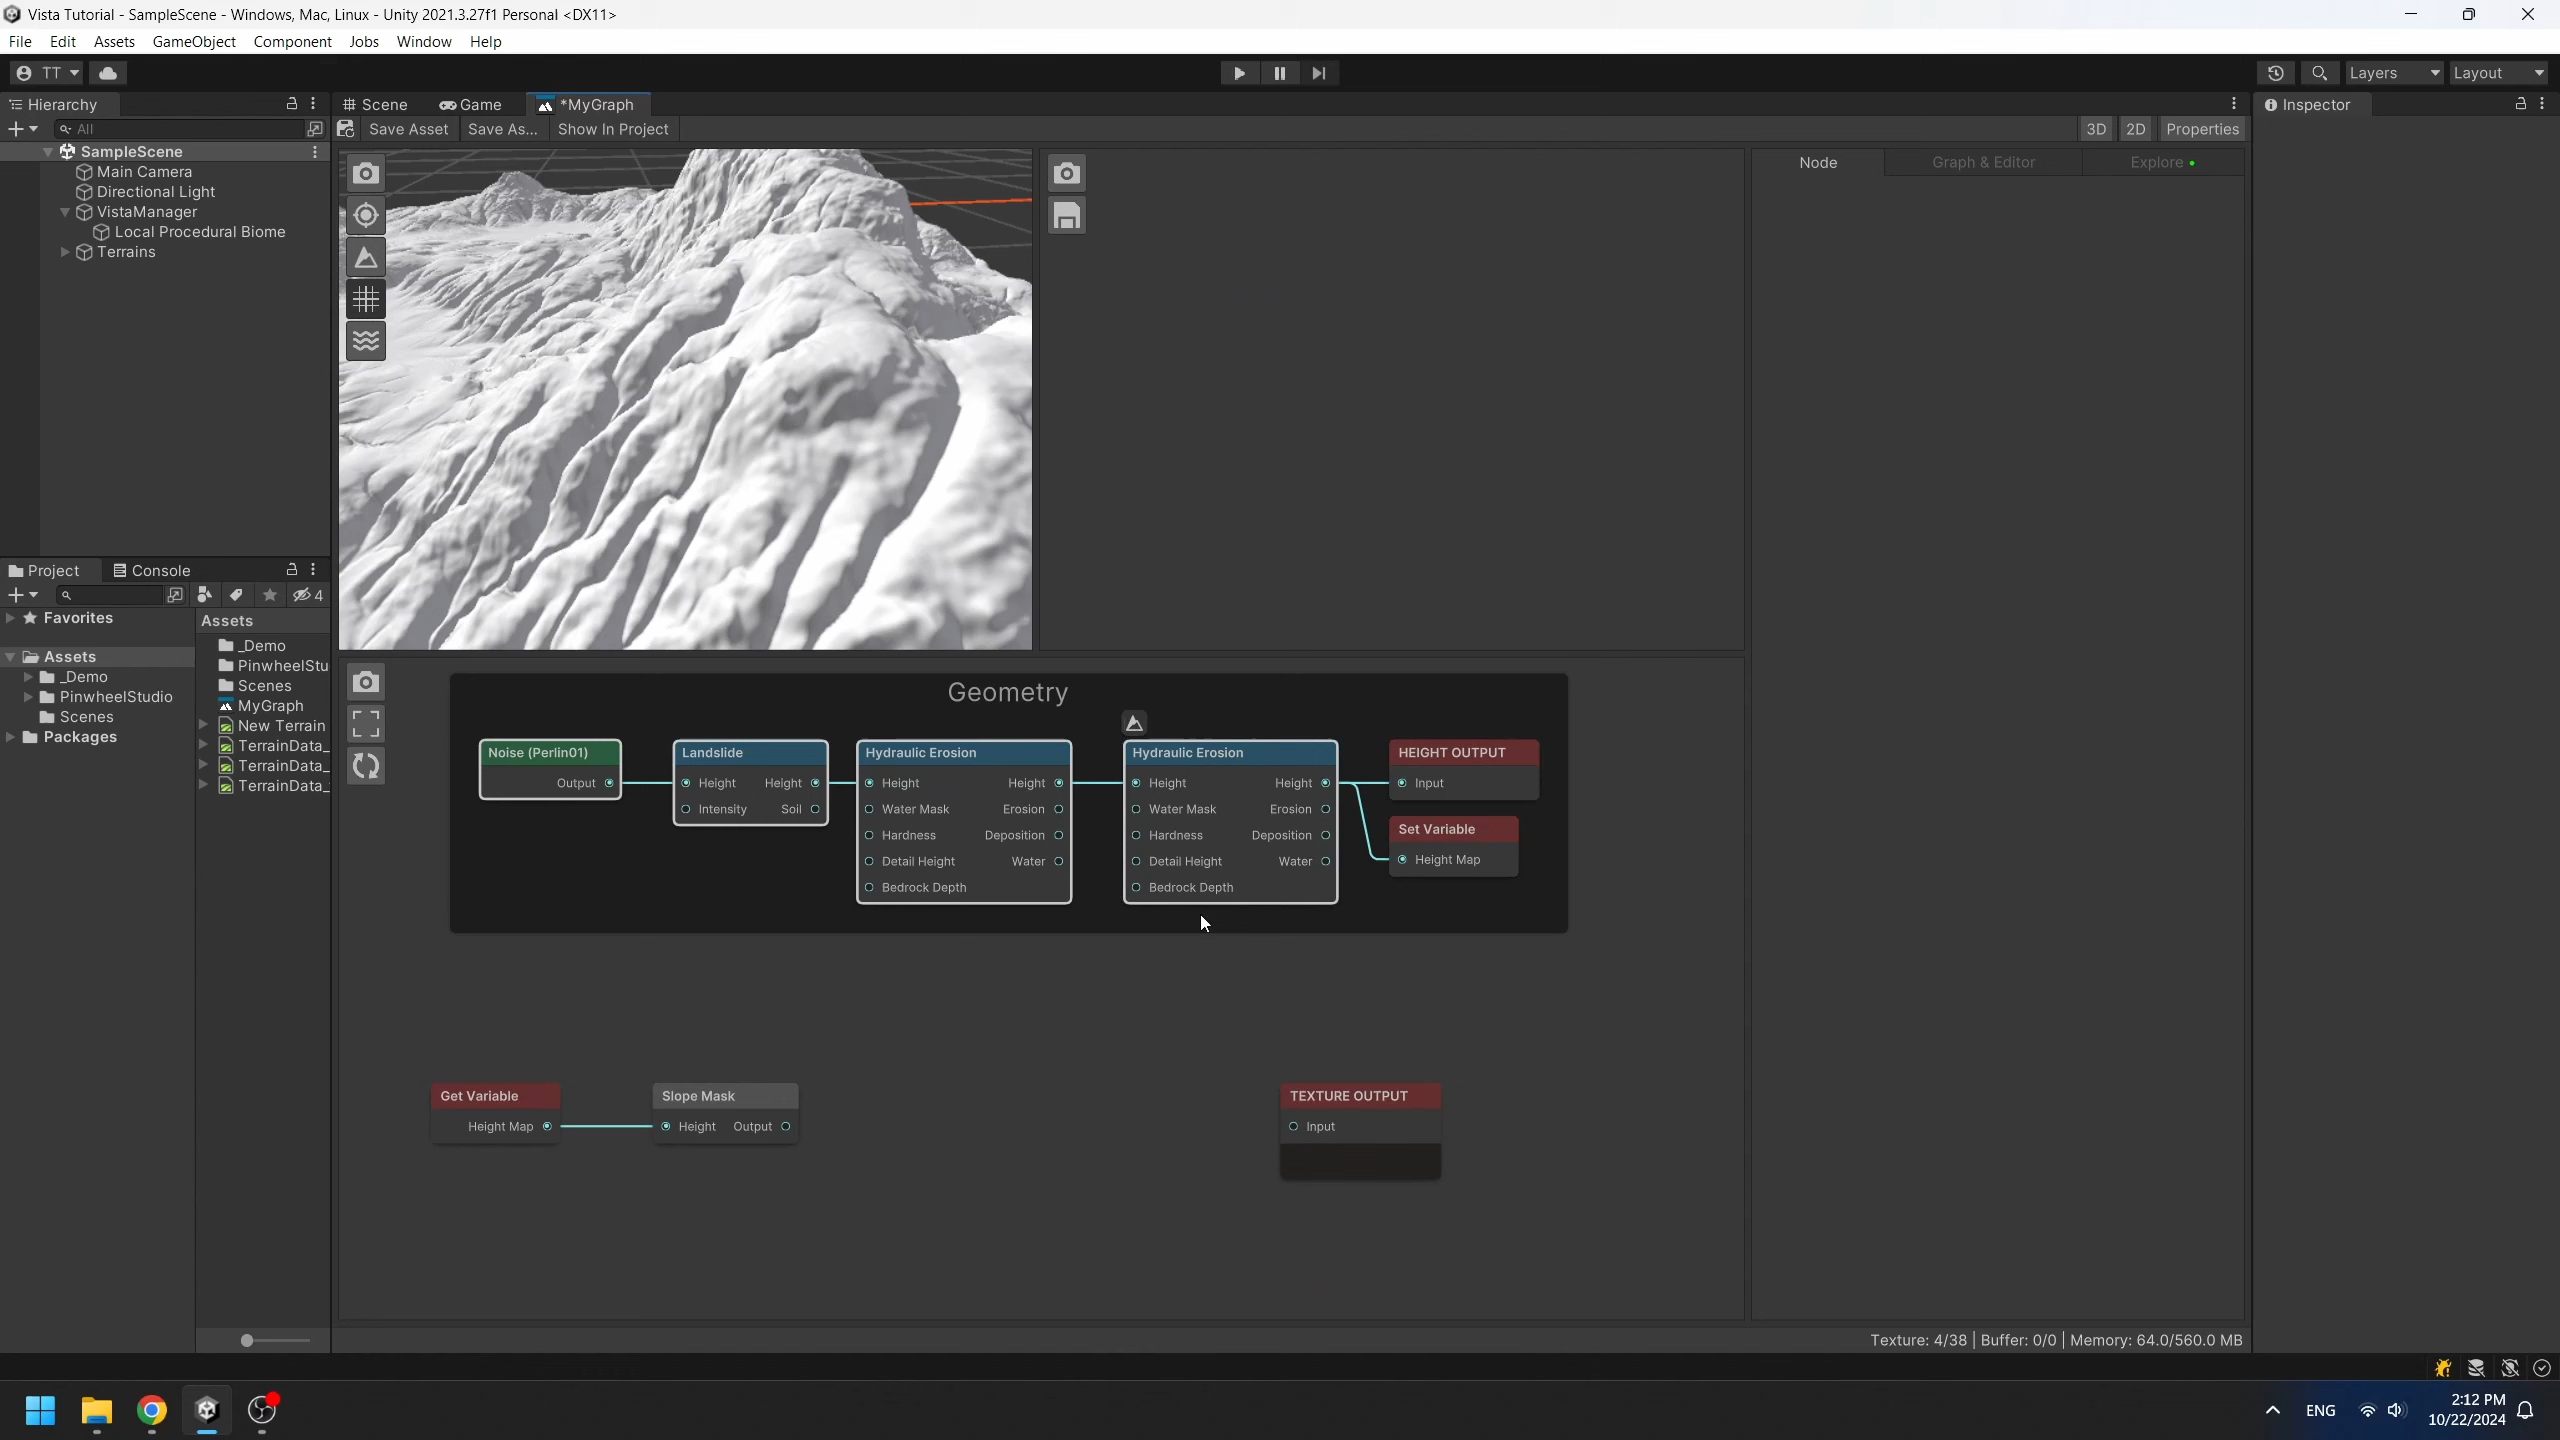 Vista Tutorial - SampleScene - Windows, Mac, Linux - Unity 2021.3.27f1 Personal <DX11>
File Edit Assets GameObject Component Jobs Window Help
TT
Layers Layout
Hierarchy
All
SampleScene
Main Camera
Directional Light
VistaManager
Local Procedural Biome
Terrains
Scene Game *MyGraph
Save Asset Save As... Show In Project
3D 2D Properties
Node Graph & Editor Explore
Inspector
Project Console
4
Favorites
Assets
_Demo
PinwheelStudio
Scenes
Packages
Assets
_Demo
PinwheelStu
Scenes
MyGraph
New Terrain
TerrainData_
TerrainData_
TerrainData_
Geometry
Noise (Perlin01)
Output
Landslide
Height Height
Intensity Soil
Hydraulic Erosion
Height Height
Water Mask Erosion
Hardness Deposition
Detail Height Water
Bedrock Depth
Hydraulic Erosion
Height Height
Water Mask Erosion
Hardness Deposition
Detail Height Water
Bedrock Depth
HEIGHT OUTPUT
Input
Set Variable
Height Map
Get Variable
Height Map
Slope Mask
Height Output
TEXTURE OUTPUT
Input
Texture: 4/38 | Buffer: 0/0 | Memory: 64.0/560.0 MB
ENG
2:12 PM
10/22/2024